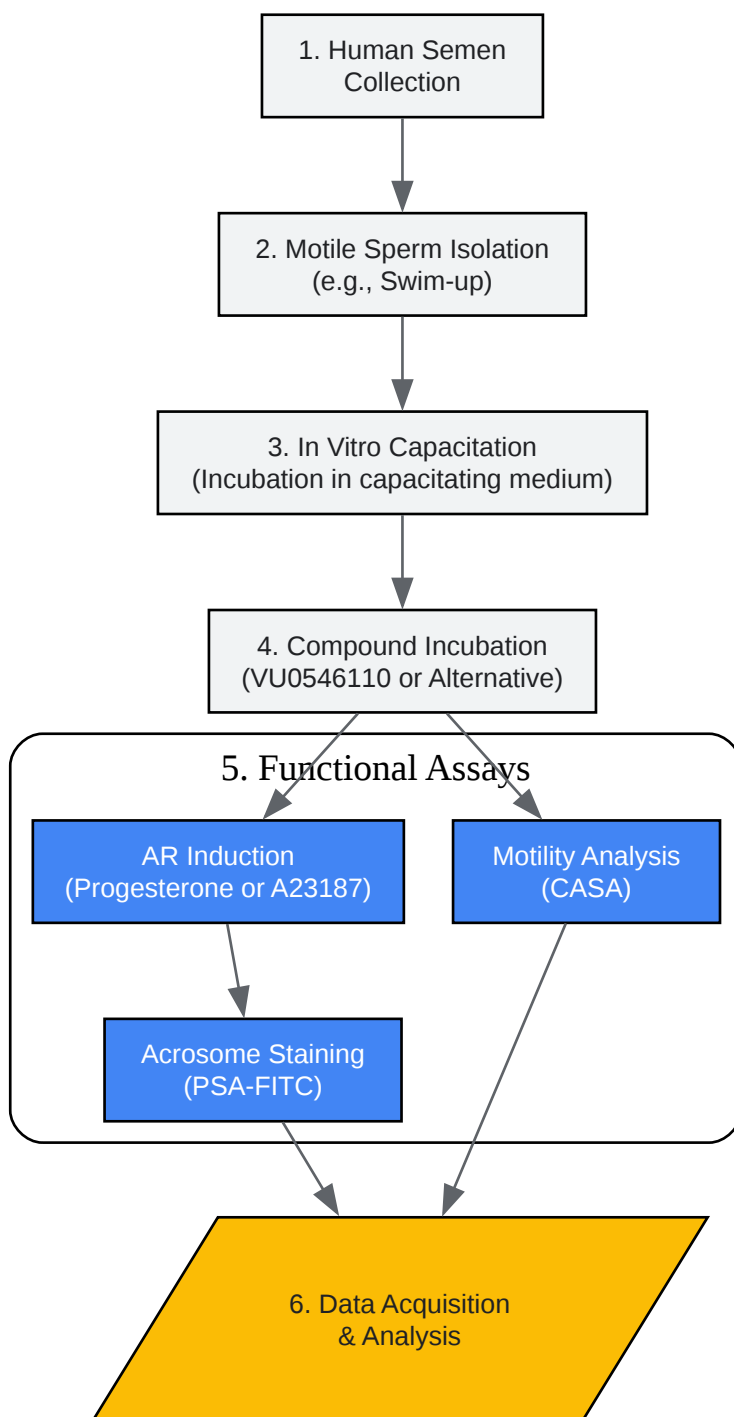 1. Human Semen
Collection
2. Motile Sperm Isolation
(e.g., Swim-up)
3. In Vitro Capacitation
(Incubation in capacitating medium)
4. Compound Incubation
(VU0546110 or Alternative)
5. Functional Assays
AR Induction
(Progesterone or A23187)
Motility Analysis
(CASA)
Acrosome Staining
(PSA-FITC)
6. Data Acquisition
& Analysis